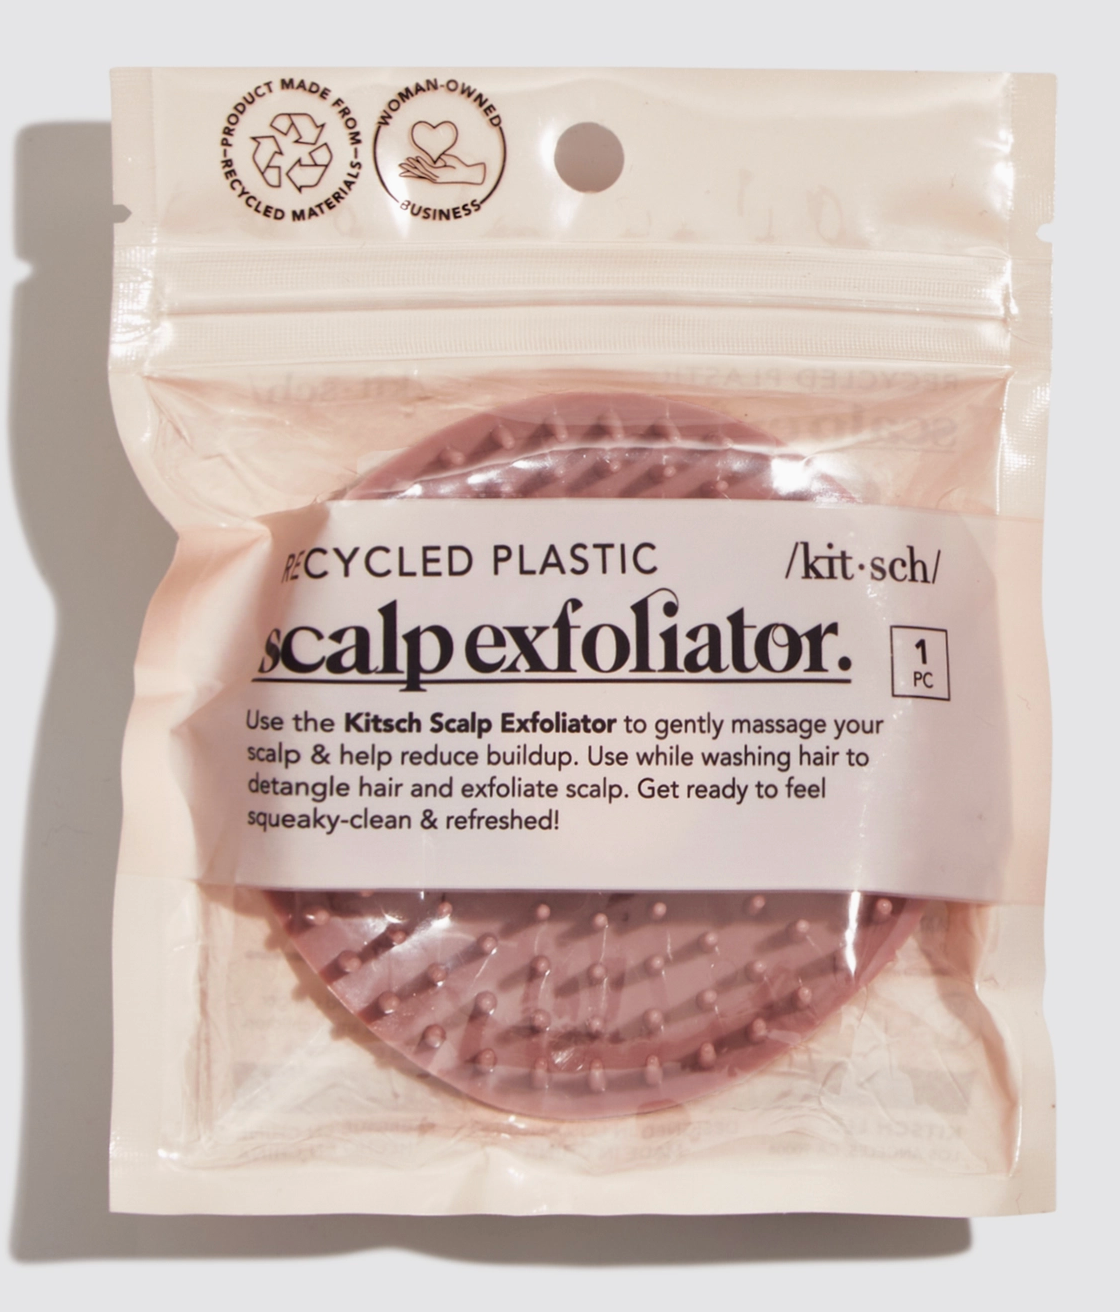 PRODUCT MADE FROM
RECYCLED MATERIALS
WOMAN-OWNED
BUSINESS
RECYCLED PLASTIC
/kit·sch/
scalp exfoliator.
1
PC
Use the Kitsch Scalp Exfoliator to gently massage your
scalp & help reduce buildup. Use while washing hair to
detangle hair and exfoliate scalp. Get ready to feel
squeaky-clean & refreshed!